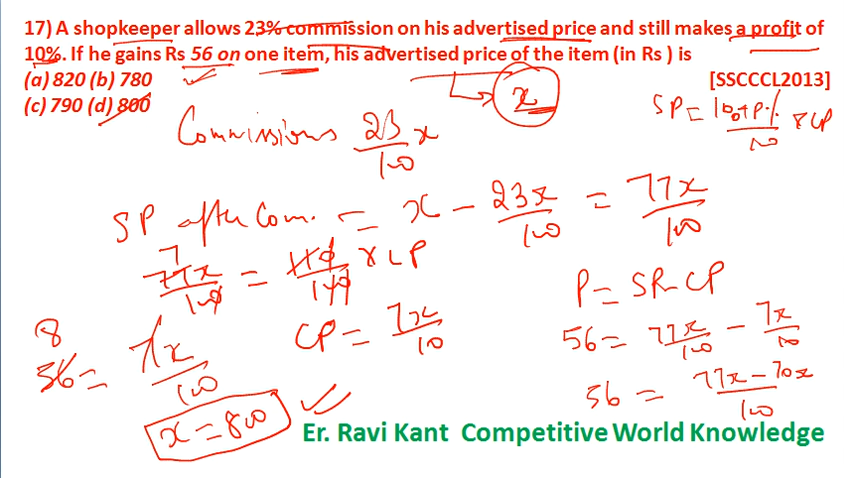 17) A shopkeeper allows 23% commission on his advertised price and still makes a profit of
10%. If he gains Rs 56 on one item, his advertised price of the item (in Rs ) is
(a) 820 (b) 780
[SSCCCL2013]
(c) 790 (d) 800
x
SP = 100+P% / 100 × CP
Commissions 23/100 x
SP after Com. = x - 23x/100 = 77x/100
77x/100 = 110/100 × CP
7
P = SP - CP
CP = 7x/10
56 = 77x/100 - 7x/10
8
56 = 7x/100
56 = 77x - 70x / 100
x = 800
Er. Ravi Kant Competitive World Knowledge